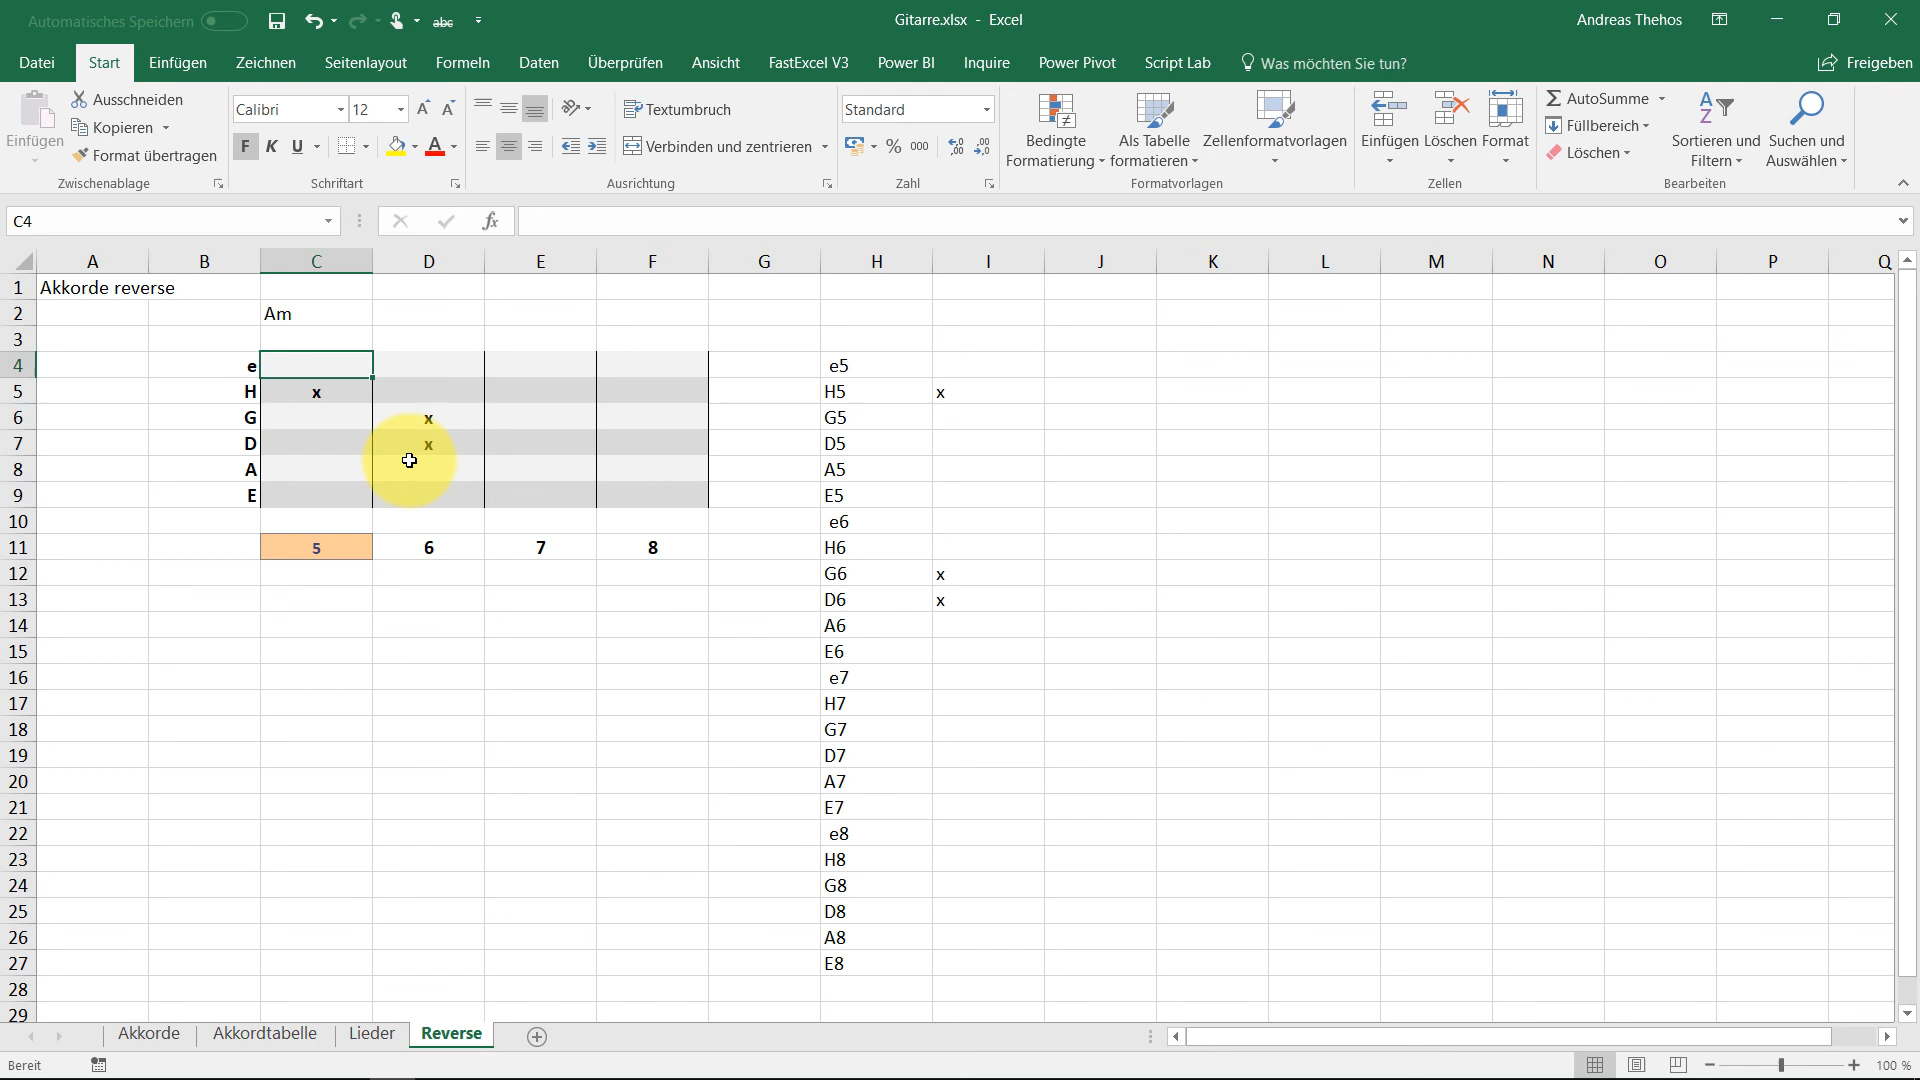 Automatisches Speichern abc Gitarre.xlsx - Excel Andreas Thehos
Datei Start Einfügen Zeichnen Seitenlayout Formeln Daten Überprüfen Ansicht FastExcel V3 Power BI Inquire Power Pivot Script Lab Was möchten Sie tun? Freigeben
Einfügen Ausschneiden Kopieren Format übertragen Zwischenablage
Calibri 12 F K U A Schriftart
Textumbruch Verbinden und zentrieren Ausrichtung
Standard % 000 Zahl
Bedingte Formatierung Als Tabelle formatieren Zellenformatvorlagen Formatvorlagen
Einfügen Löschen Format Zellen
AutoSumme Füllbereich Löschen Sortieren und Filtern Suchen und Auswählen Bearbeiten
C4 fx
A B C D E F G H I J K L M N O P Q
1 Akkorde reverse
2 Am
3
4 e e5
5 H x H5 x
6 G x G5
7 D x D5
8 A A5
9 E E5
10 e6
11 5 6 7 8 H6
12 G6 x
13 D6 x
14 A6
15 E6
16 e7
17 H7
18 G7
19 D7
20 A7
21 E7
22 e8
23 H8
24 G8
25 D8
26 A8
27 E8
28
29
Akkorde Akkordtabelle Lieder Reverse
Bereit 100 %